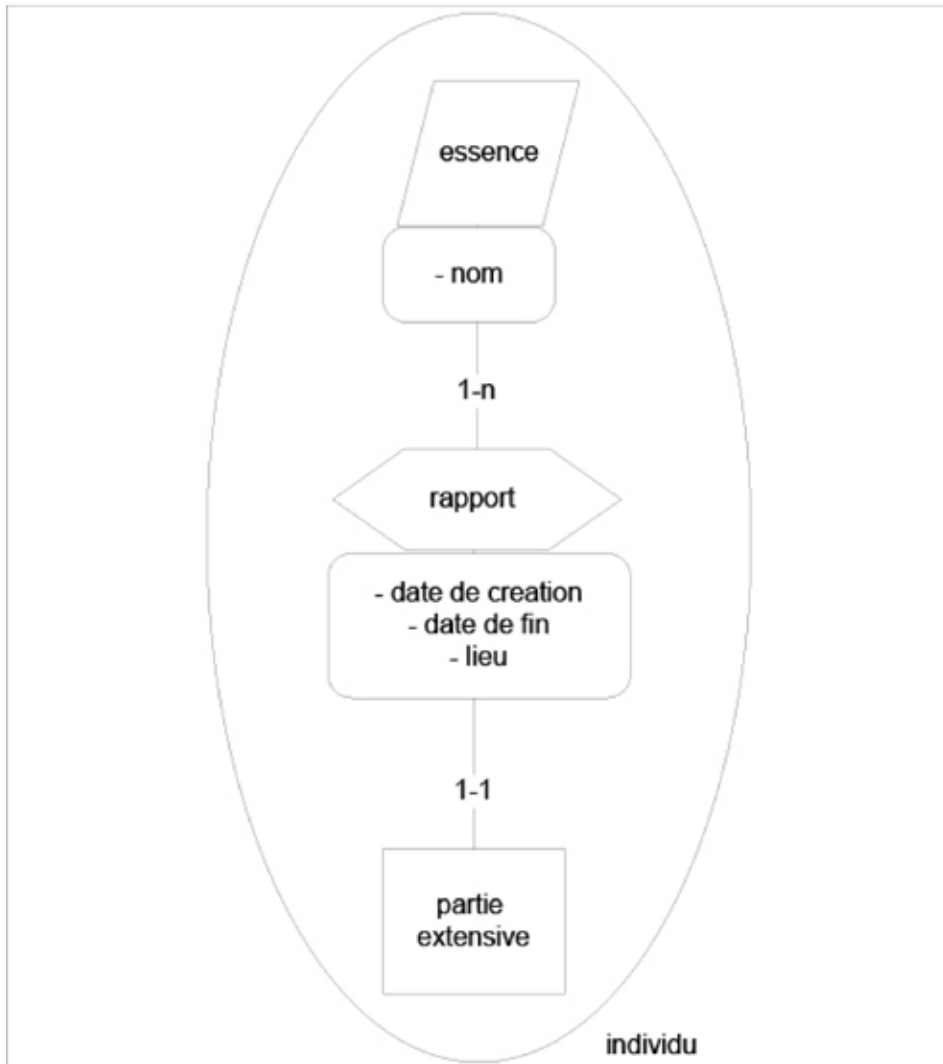 essence
- nom
1-n
rapport
- date de creation
- date de fin
- lieu
1-1
partie
extensive
individu